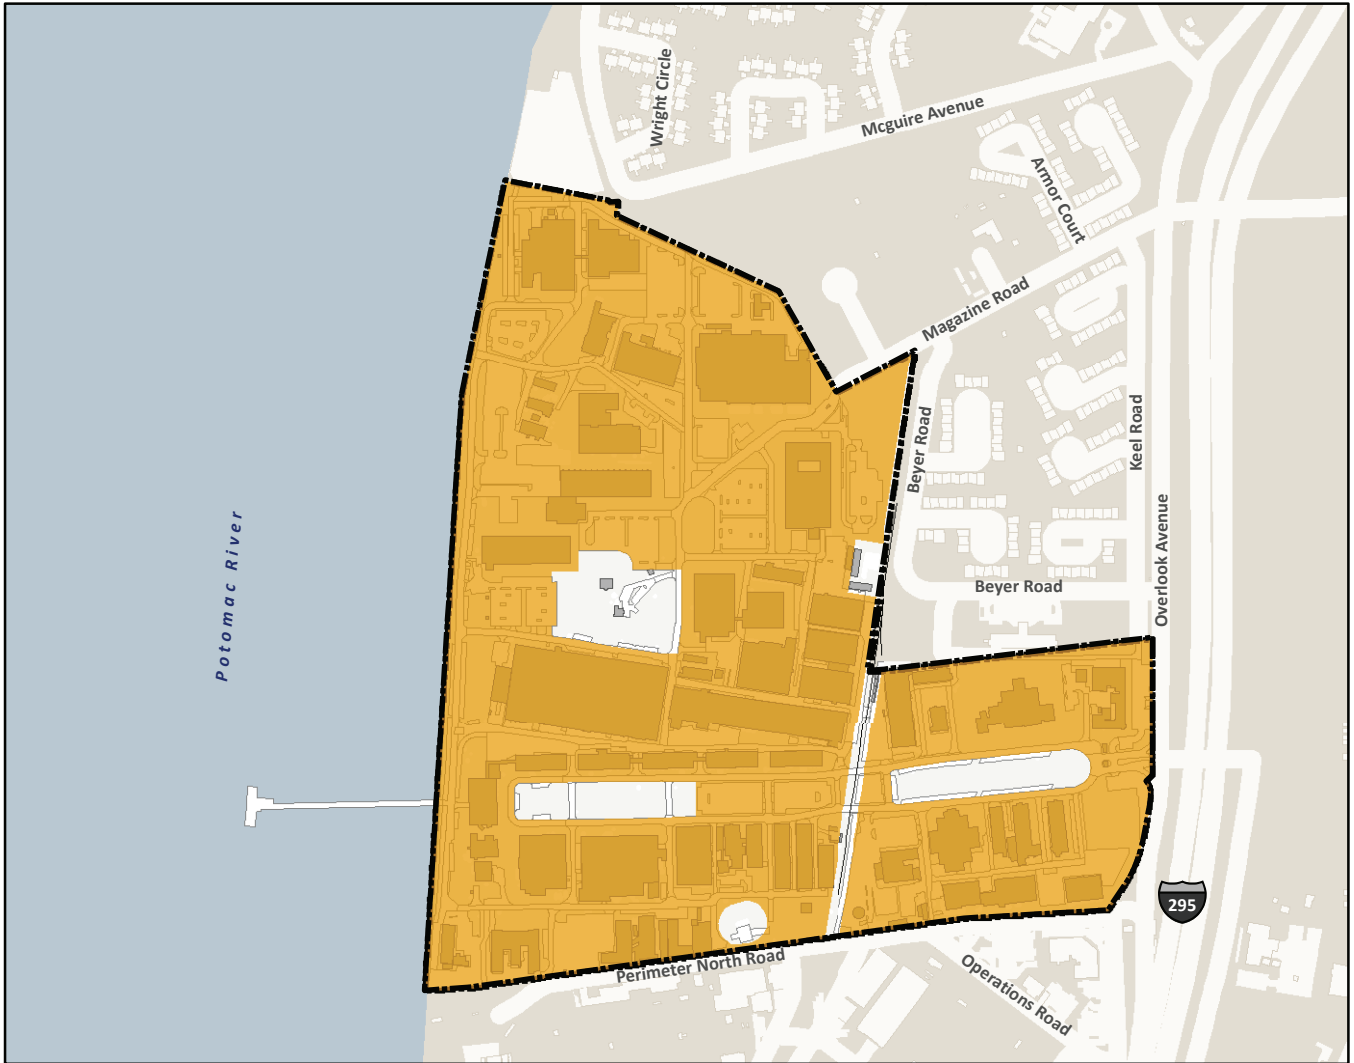 Wright Circle
Mcguire Avenue
Armor Court
Magazine Road
Beyer Road
Keel Road
Overlook Avenue
Beyer Road
Potomac River
295
Perimeter North Road
Operations Road